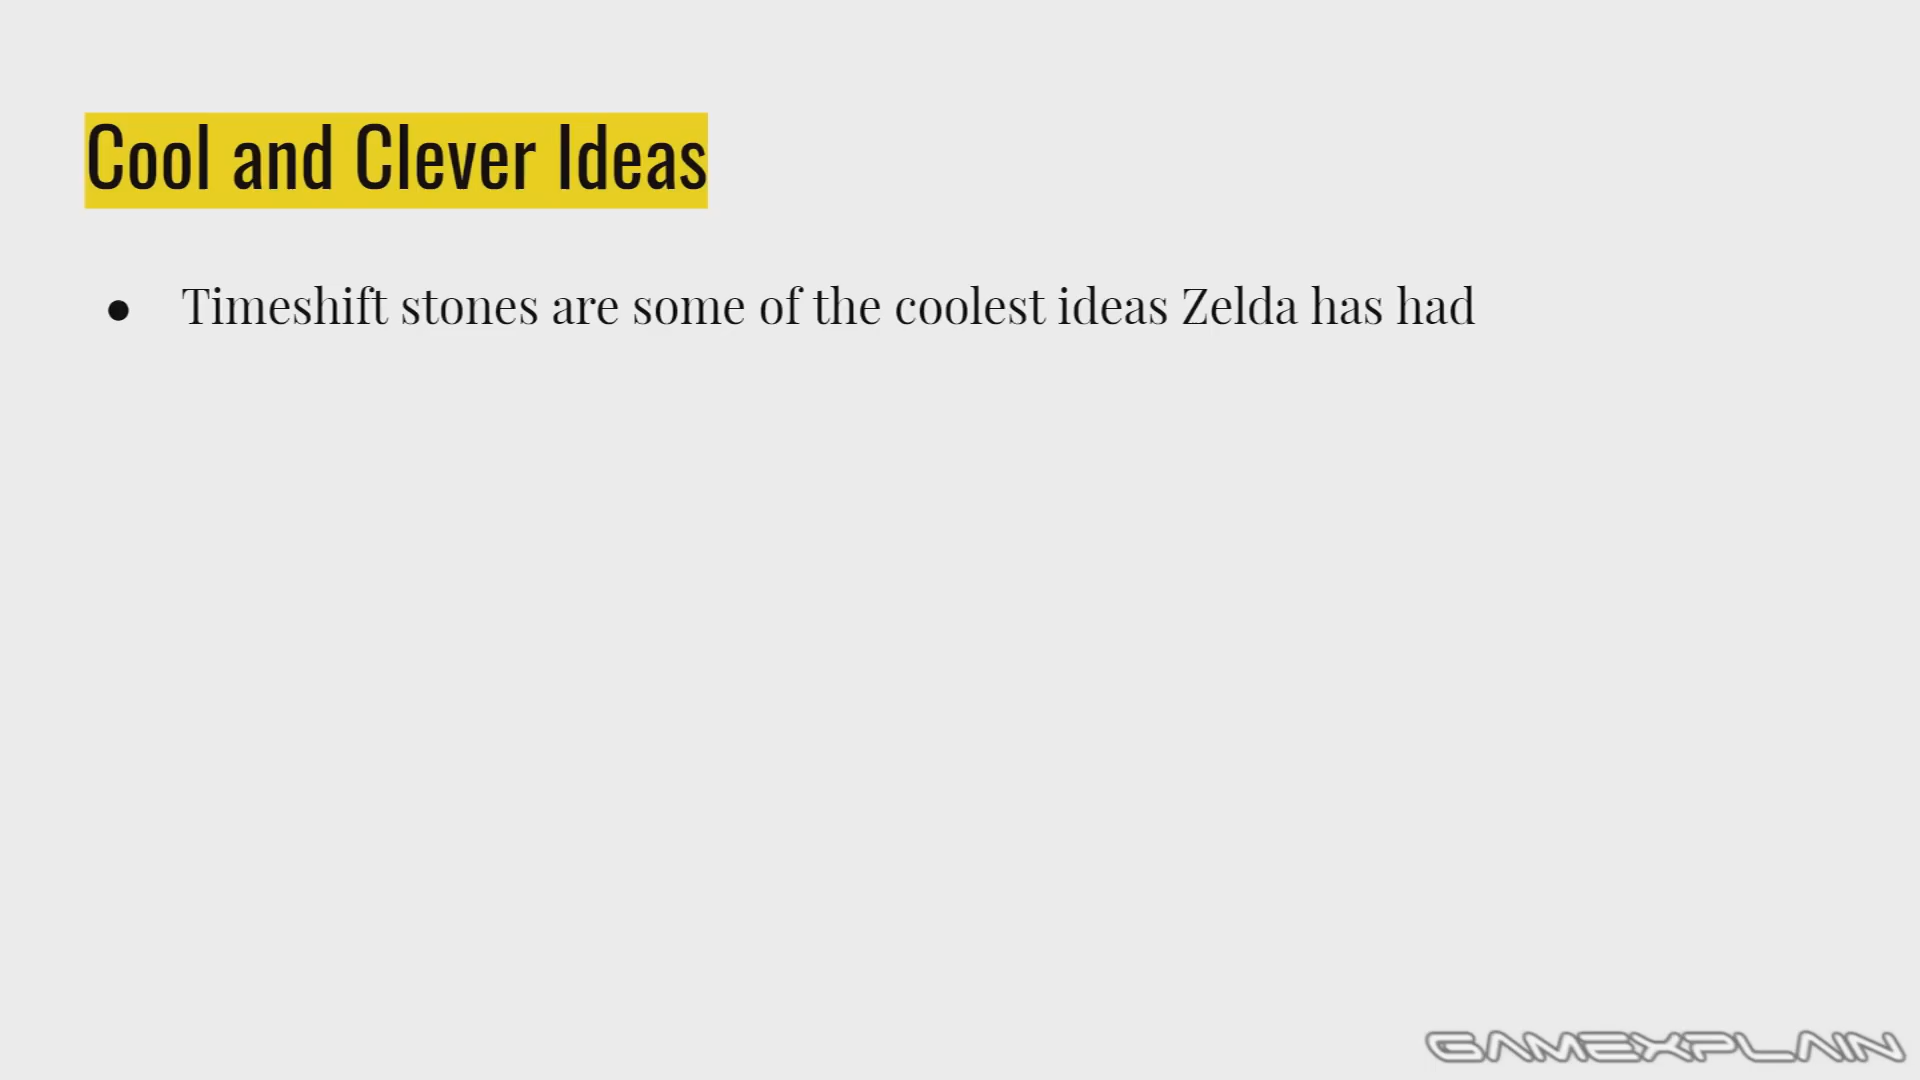 Cool and Clever Ideas
● Timeshift stones are some of the coolest ideas Zelda has had
GAMEXPLAIN